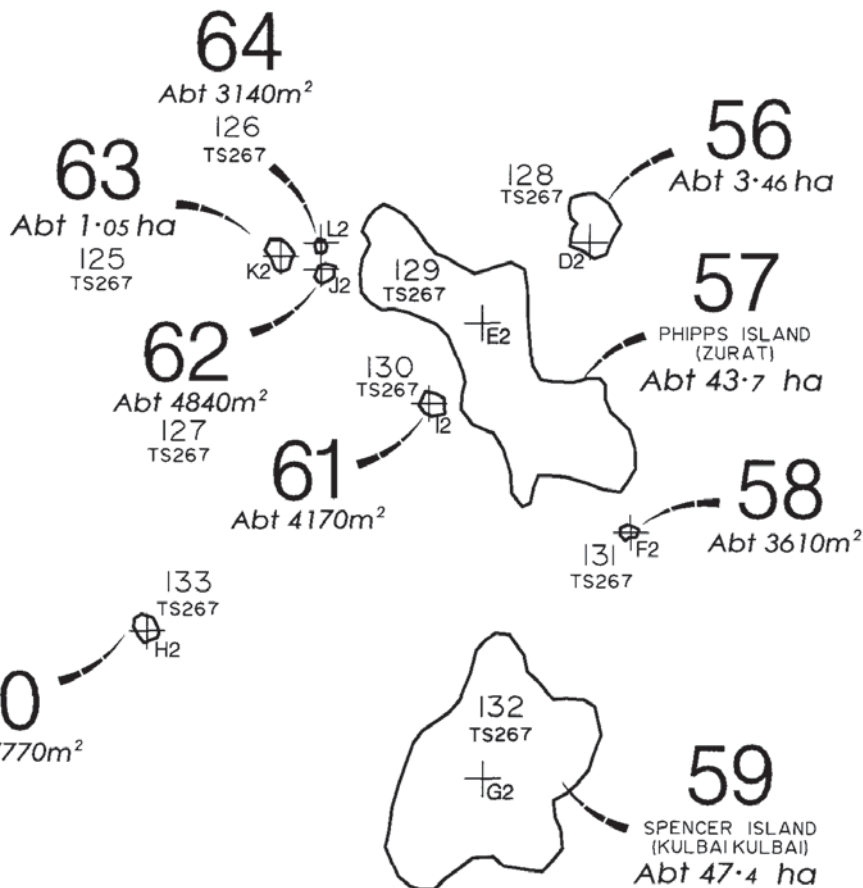 64
Abt 3140m²
126
TS267
63
Abt 1·05 ha
125
TS267
56
Abt 3·46 ha
128
TS267
D2
L2
K2
J2
129
TS267
E2
57
PHIPPS ISLAND
(ZURAT)
Abt 43·7 ha
62
Abt 4840m²
127
TS267
130
TS267
I2
61
Abt 4170m²
58
Abt 3610m²
131
TS267
F2
133
TS267
H2
0
770m²
132
TS267
G2
59
SPENCER ISLAND
(KULBAI KULBAI)
Abt 47·4 ha